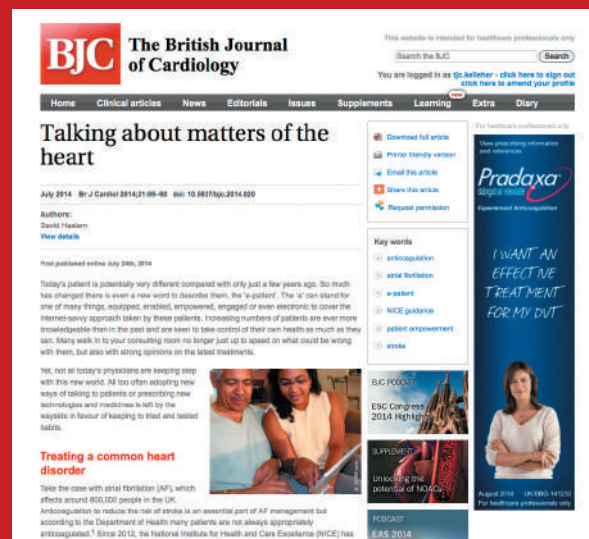 BJC
The British Journal
of Cardiology
This website is intended for healthcare professionals only
Search the BJC
Search
You are logged in as tjc.kelleher - click here to sign out
click here to amend your profile
new
Home Clinical articles News Editorials Issues Supplements Learning Extra Diary
Talking about matters of the
heart
July 2014 Br J Cardiol 2014;21:89–90 doi: 10.5837/bjc.2014.020
Authors:
David Haslam
View details
First published online July 24th, 2014
Today's patient is potentially very different compared with only just a few years ago. So much
has changed there is even a new word to describe them, the 'e-patient'. The 'e' can stand for
one of many things, equipped, enabled, empowered, engaged or even electronic to cover the
internet-savvy approach taken by these patients. Increasing numbers of patients are ever more
knowledgeable than in the past and are keen to take control of their own health as much as they
can. Many walk in to your consulting room no longer just up to speed on what could be wrong
with them, but also with strong opinions on the latest treatments.
Yet, not all today's physicians are keeping step
with this new world. All too often adopting new
ways of talking to patients or prescribing new
technologies and medicines is left by the
wayside in favour of keeping to tried and tested
habits.
Treating a common heart
disorder
Take the case with atrial fibrillation (AF), which
affects around 800,000 people in the UK.
Anticoagulation to reduce the risk of stroke is an essential part of AF management but
according to the Department of Health many patients are not always appropriately
anticoagulated.1 Since 2012, the National Institute for Health and Care Excellence (NICE) has
Download full article
Printer friendly version
Email this article
Share this article
Request permission
Key words
anticoagulation
atrial fibrillation
e-patient
NICE guidance
patient empowerment
stroke
BJC PODCAST
ESC Congress
2014 Highlights
SUPPLEMENT
Unlocking the
potential of NOACs
PODCAST
EAS 2014
For healthcare professionals only
View prescribing information
and references
Pradaxa
dabigatran etexilate
Experienced Anticoagulation
I WANT AN
EFFECTIVE
TREATMENT
FOR MY DVT
August 2014 UK/DBG-141233
For healthcare professionals only